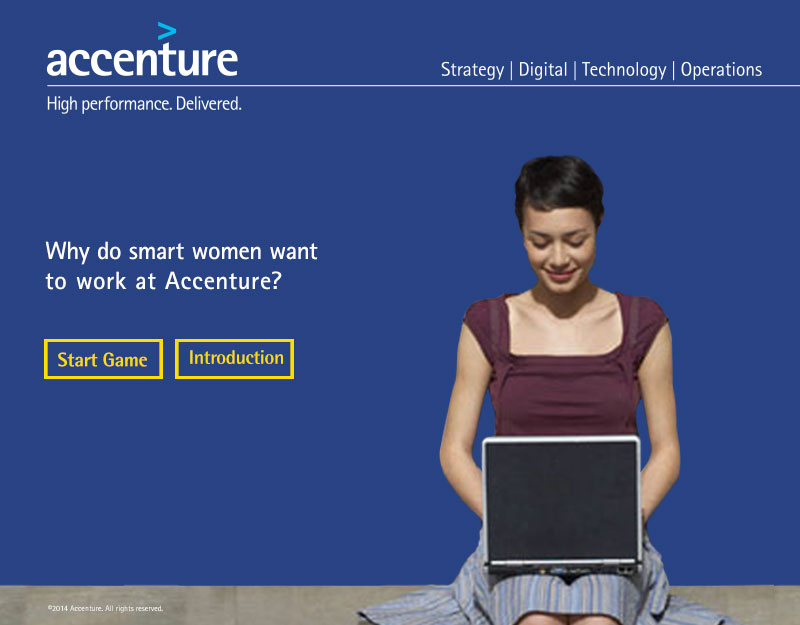 accenture
Strategy | Digital | Technology | Operations
High performance. Delivered.
Why do smart women want
to work at Accenture?
Start Game
Introduction
©2014 Accenture. All rights reserved.